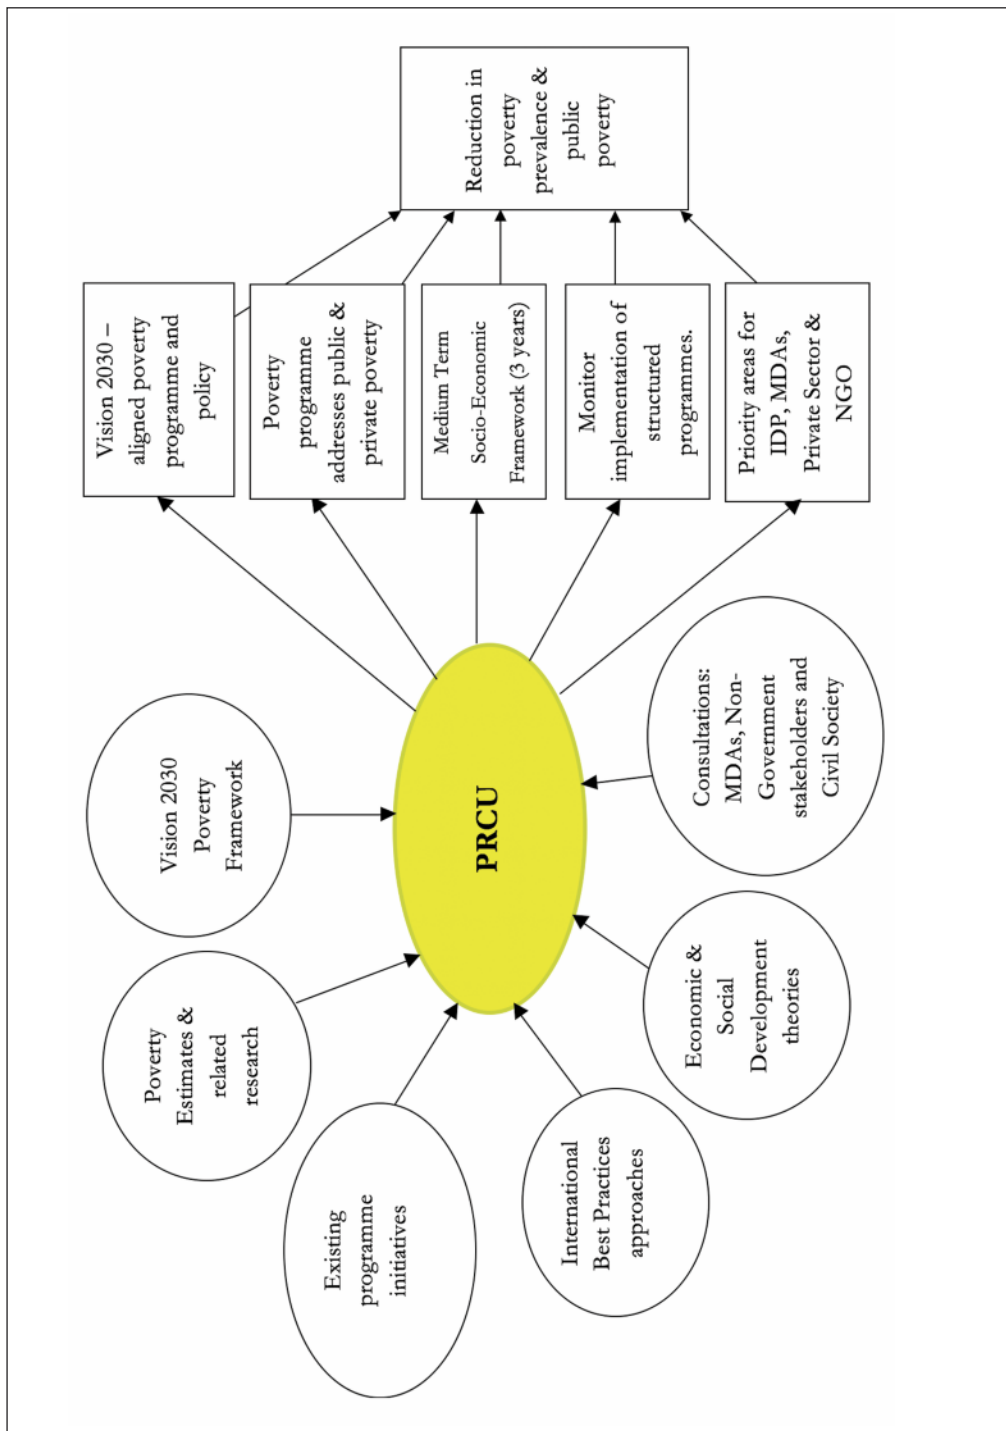 Vision 2030
Poverty
Framework
Poverty
Estimates &
related
research
Existing
programme
initiatives
International
Best Practices
approaches
Economic &
Social
Development
theories
Consultations:
MDAs, Non-
Government
stakeholders and
Civil Society
PRCU
Vision 2030 –
aligned poverty
programme and
policy
Poverty
programme
addresses public &
private poverty
Medium Term
Socio-Economic
Framework (3 years)
Monitor
implementation of
structured
programmes.
Priority areas for
IDP, MDAs,
Private Sector &
NGO
Reduction in
poverty
prevalence &
public
poverty